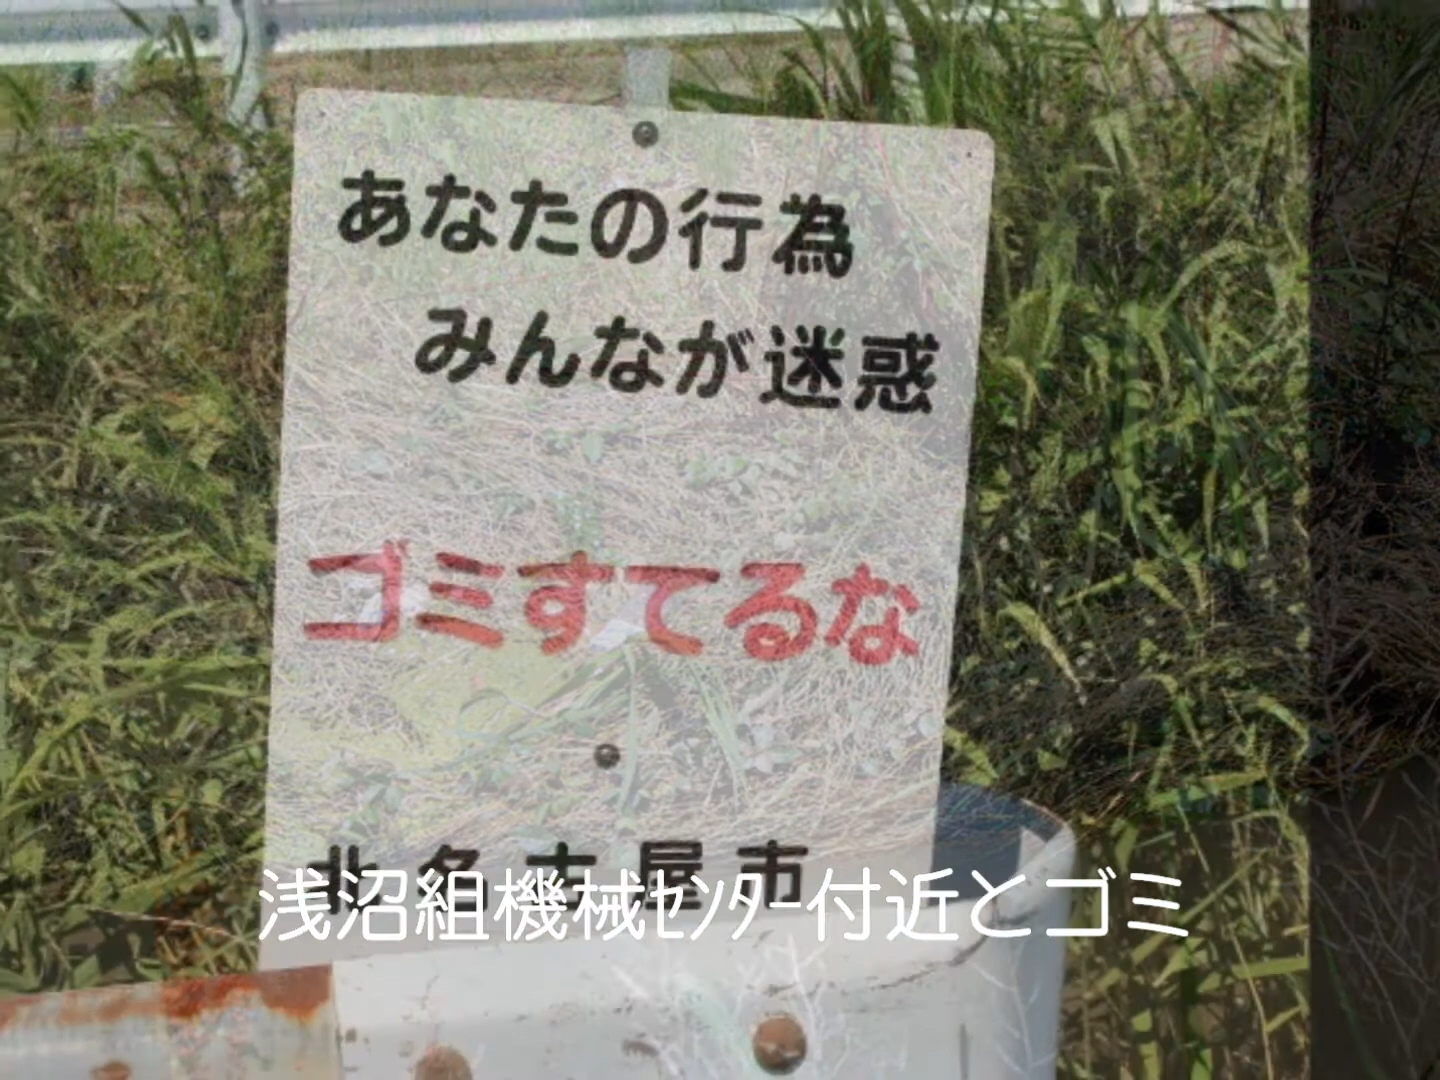 あなたの行為
みんなが迷惑
ゴミすてるな
北名古屋市
浅沼組機械ｾﾝﾀｰ付近とゴミ